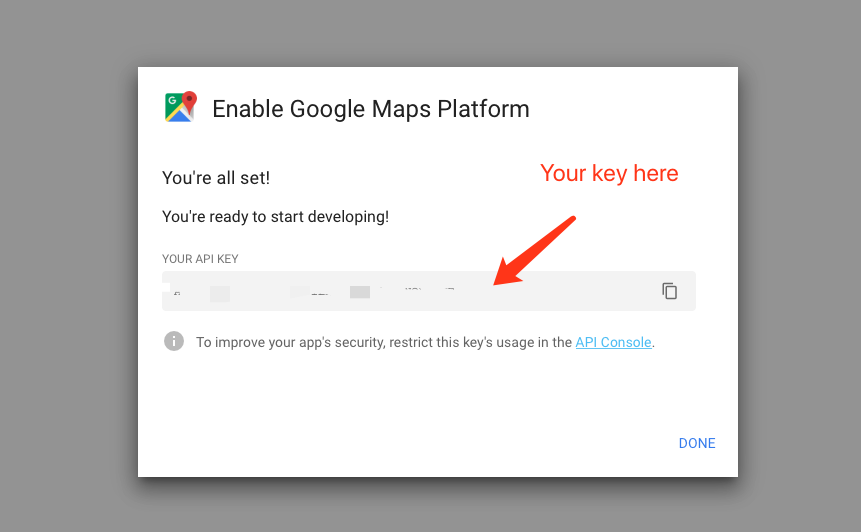 Enable Google Maps Platform
You're all set!
Your key here
You're ready to start developing!
YOUR API KEY
To improve your app's security, restrict this key's usage in the API Console.
DONE